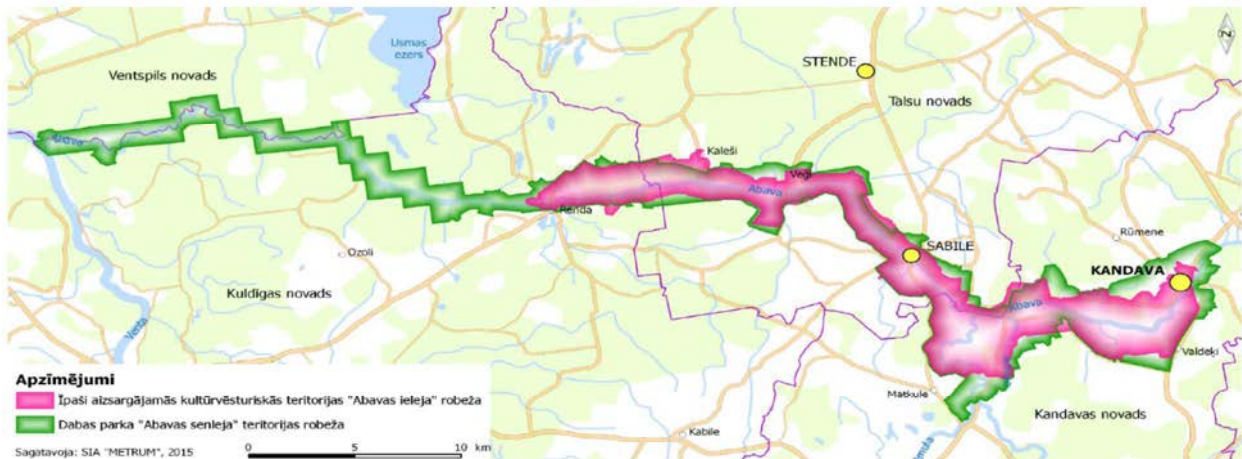 Usmas
ezers
Ventspils novads
STENDE
Talsu novads
Kaleši
Abava
Abava
Renda
SABILE
Rūmene
KANDAVA
Ozoli
Abava
Kuldīgas novads
Venta
Valdeķi
Matkule
Kandavas novads
Kabile
Apzīmējumi
Īpaši aizsargājamās kultūrvēsturiskās teritorijas "Abavas ieleja" robeža
Dabas parka "Abavas senleja" teritorijas robeža
Sagatavoja: SIA "METRUM", 2015
0 5 10 km
N